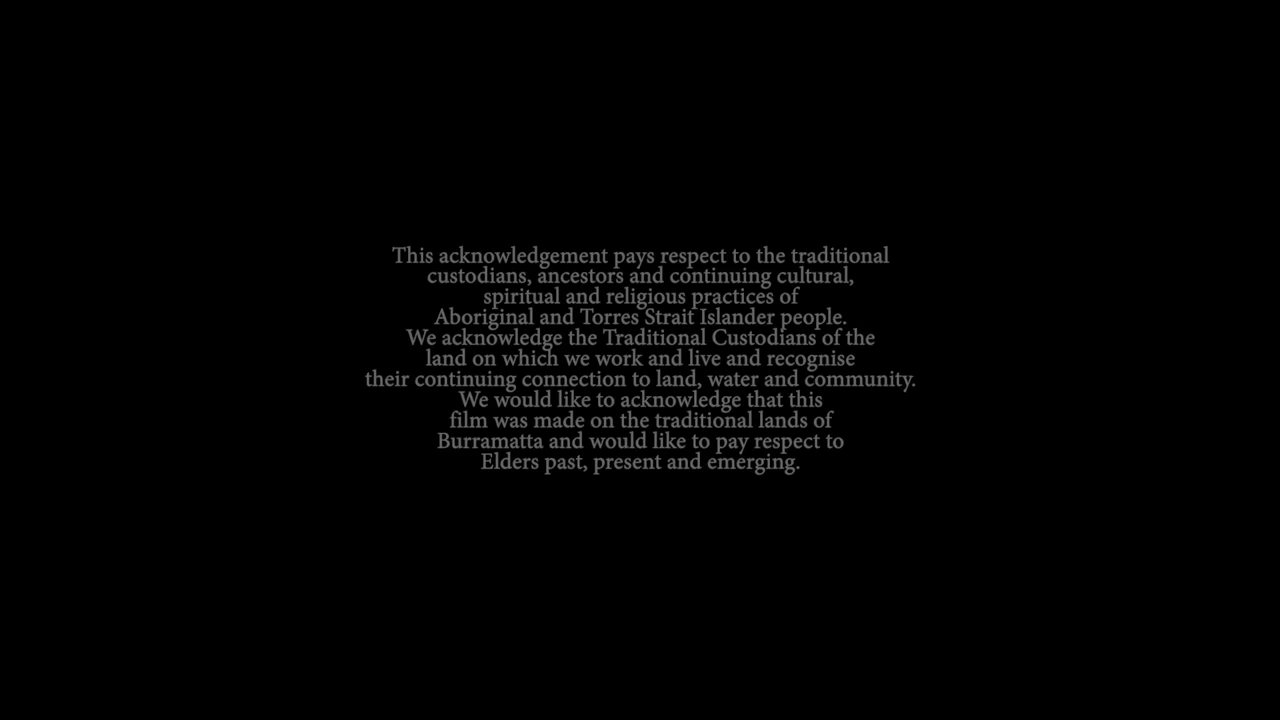 This acknowledgement pays respect to the traditional
custodians, ancestors and continuing cultural,
spiritual and religious practices of
Aboriginal and Torres Strait Islander people.
We acknowledge the Traditional Custodians of the
land on which we work and live and recognise
their continuing connection to land, water and community.
We would like to acknowledge that this
film was made on the traditional lands of
Burramatta and would like to pay respect to
Elders past, present and emerging.